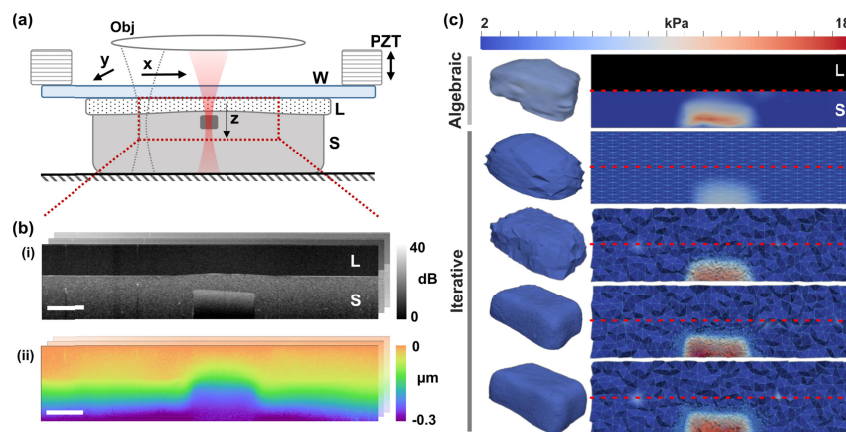 (a)
Obj
PZT
y
x
W
L
z
S
(b)
(i)
L
S
40
dB
0
(ii)
0
μm
-0.3
(c)
2
kPa
18
Algebraic
L
S
Iterative